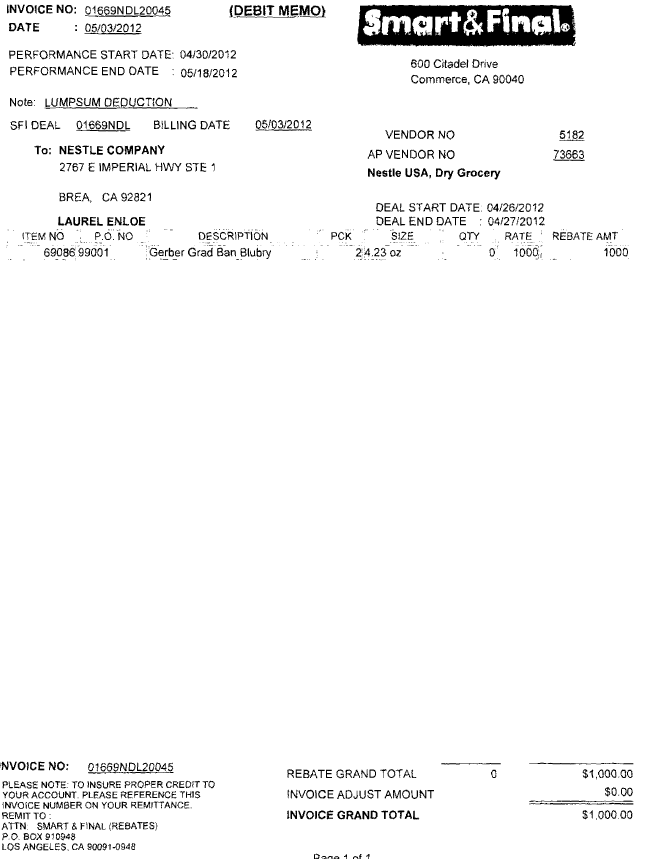 INVOICE NO: 01669NDL20045 (DEBIT MEMO)
DATE : 05/03/2012
Smart&Final®
600 Citadel Drive
Commerce, CA 90040
PERFORMANCE START DATE: 04/30/2012
PERFORMANCE END DATE : 05/18/2012
Note: LUMPSUM DEDUCTION
SFI DEAL 01669NDL BILLING DATE 05/03/2012
To: NESTLE COMPANY
2767 E IMPERIAL HWY STE 1
BREA, CA 92821
LAUREL ENLOE
VENDOR NO 5182
AP VENDOR NO 73663
Nestle USA, Dry Grocery
DEAL START DATE: 04/26/2012
DEAL END DATE : 04/27/2012
ITEM NO P.O. NO DESCRIPTION PCK SIZE QTY RATE REBATE AMT
69086 99001 Gerber Grad Ban Blubry 2 4.23 oz 0 1000 1000
NVOICE NO: 01669NDL20045
PLEASE NOTE: TO INSURE PROPER CREDIT TO
YOUR ACCOUNT. PLEASE REFERENCE THIS
INVOICE NUMBER ON YOUR REMITTANCE.
REMIT TO :
ATTN: SMART & FINAL (REBATES)
P.O. BOX 910948
LOS ANGELES, CA 90091-0948
REBATE GRAND TOTAL 0 $1,000.00
INVOICE ADJUST AMOUNT $0.00
INVOICE GRAND TOTAL $1,000.00
Page 1 of 1